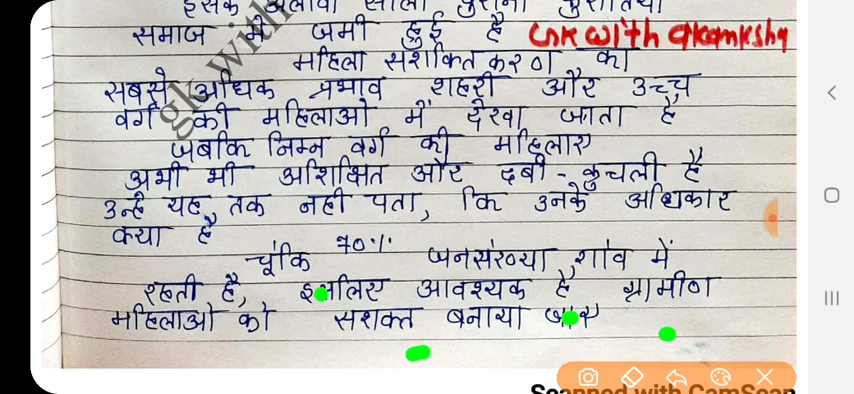 समाज में जमी हुई है GK with akanksha
महिला सशक्तिकरण का
सबसे अधिक प्रभाव शहरी और उच्च
वर्ग की महिलाओ में देखा जाता है,
जबकि निम्न वर्ग की महिलाए
अभी भी अशिक्षित और दबी - कुचली है
उन्हे यह तक नही पता, कि उनके अधिकार
क्या है,
चूंकि 70% जनसंख्या गांव में
रहती है, इसलिए आवश्यक है, ग्रामीण
महिलाओ को सशक्त बनाया जाए
gk with
Scanned with CamScan